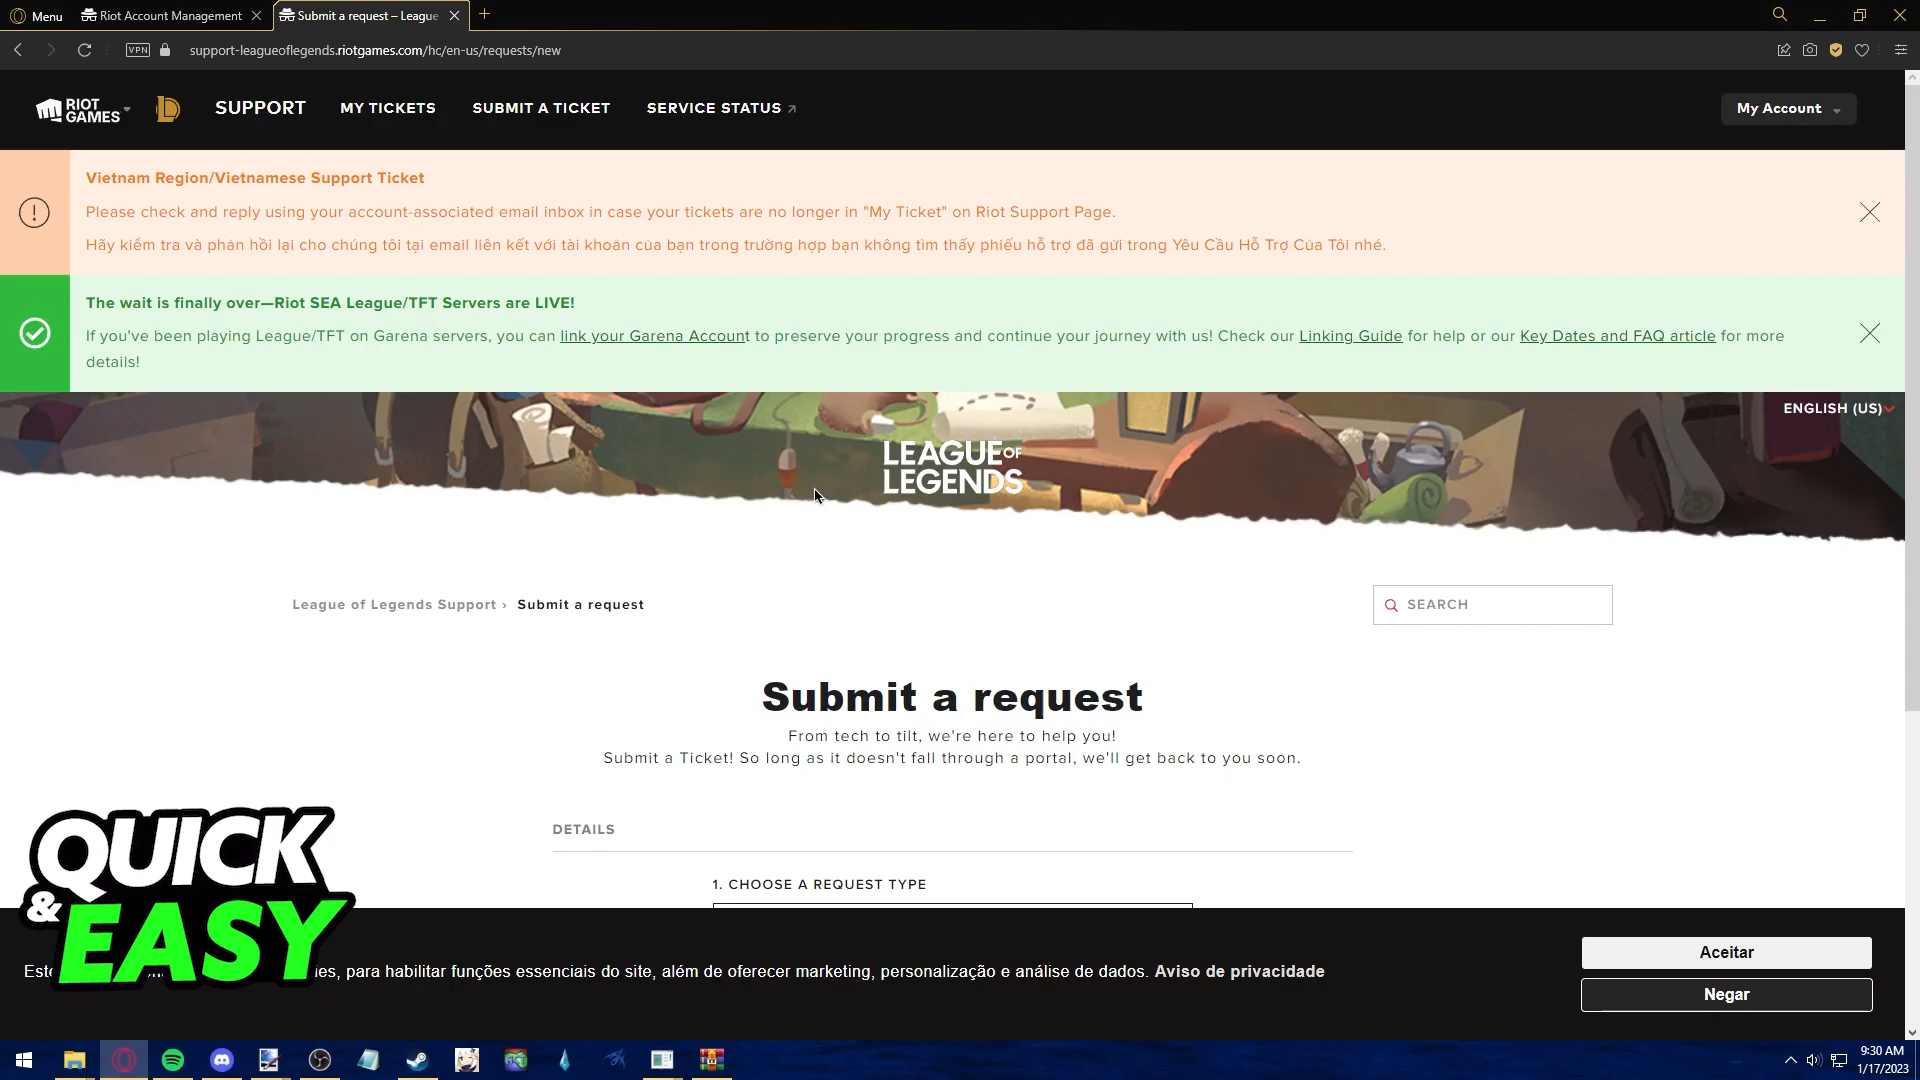 Menu
Riot Account Management
Submit a request – League
VPN
support-leagueoflegends.riotgames.com/hc/en-us/requests/new
RIOT GAMES
SUPPORT
MY TICKETS
SUBMIT A TICKET
SERVICE STATUS
My Account
Vietnam Region/Vietnamese Support Ticket
Please check and reply using your account-associated email inbox in case your tickets are no longer in "My Ticket" on Riot Support Page.
Hãy kiểm tra và phản hồi lại cho chúng tôi tại email liên kết với tài khoản của bạn trong trường hợp bạn không tìm thấy phiếu hỗ trợ đã gửi trong Yêu Cầu Hỗ Trợ Của Tôi nhé.
The wait is finally over—Riot SEA League/TFT Servers are LIVE!
If you've been playing League/TFT on Garena servers, you can link your Garena Account to preserve your progress and continue your journey with us! Check our Linking Guide for help or our Key Dates and FAQ article for more
details!
ENGLISH (US)
LEAGUE OF
LEGENDS
League of Legends Support › Submit a request
SEARCH
Submit a request
From tech to tilt, we're here to help you!
Submit a Ticket! So long as it doesn't fall through a portal, we'll get back to you soon.
DETAILS
1. CHOOSE A REQUEST TYPE
QUICK
& EASY
para habilitar funções essenciais do site, além de oferecer marketing, personalização e análise de dados. Aviso de privacidade
Aceitar
Negar
9:30 AM
1/17/2023